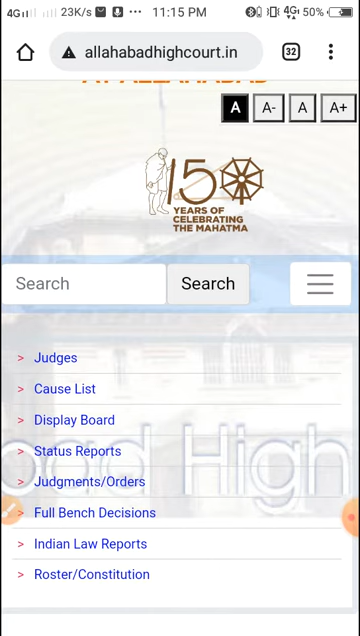 4G 23K/s 11:15 PM 4G 50%
allahabadhighcourt.in 32
A A- A A+
150
YEARS OF
CELEBRATING
THE MAHATMA
Search Search
> Judges
> Cause List
> Display Board
> Status Reports
> Judgments/Orders
> Full Bench Decisions
> Indian Law Reports
> Roster/Constitution